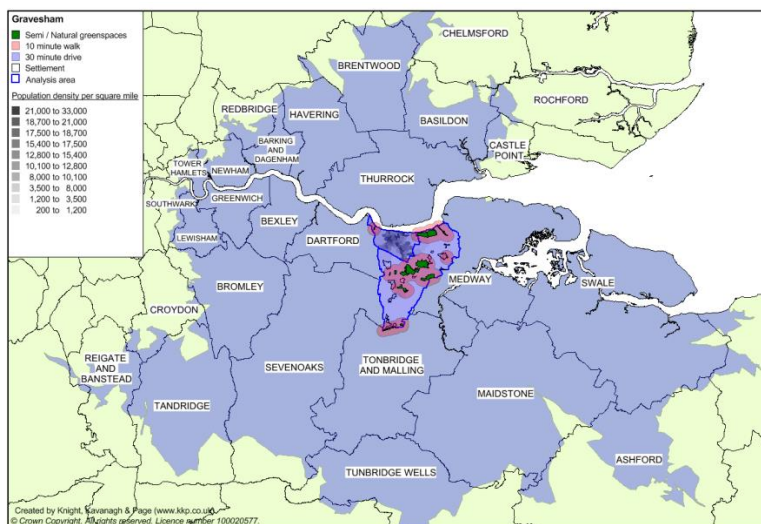 Gravesham
Semi / Natural greenspaces
10 minute walk
30 minute drive
Settlement
Analysis area
Population density per square mile
21,000 to 33,000
18,700 to 21,000
17,500 to 18,700
15,400 to 17,500
12,800 to 15,400
10,100 to 12,800
8,000 to 10,100
3,500 to 8,000
1,200 to 3,500
200 to 1,200
CHELMSFORD
BRENTWOOD
ROCHFORD
REDBRIDGE
HAVERING
BASILDON
BARKING
AND
DAGENHAM
CASTLE
POINT
TOWER
HAMLETS
NEWHAM
THURROCK
SOUTHWARK
GREENWICH
BEXLEY
LEWISHAM
DARTFORD
BROMLEY
MEDWAY
SWALE
CROYDON
REIGATE
AND
BANSTEAD
SEVENOAKS
TONBRIDGE
AND MALLING
TANDRIDGE
MAIDSTONE
ASHFORD
TUNBRIDGE WELLS
Created by Knight, Kavanagh & Page (www.kkp.co.uk)
© Crown Copyright. All rights reserved. Licence number 100020577.